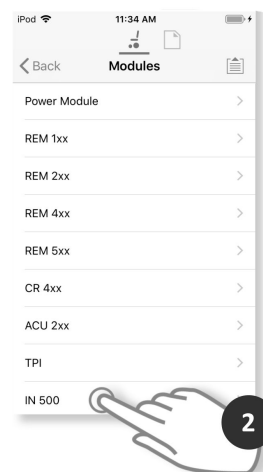 iPod 11:34 AM
Back Modules
Power Module
REM 1xx
REM 2xx
REM 4xx
REM 5xx
CR 4xx
ACU 2xx
TPI
IN 500
2